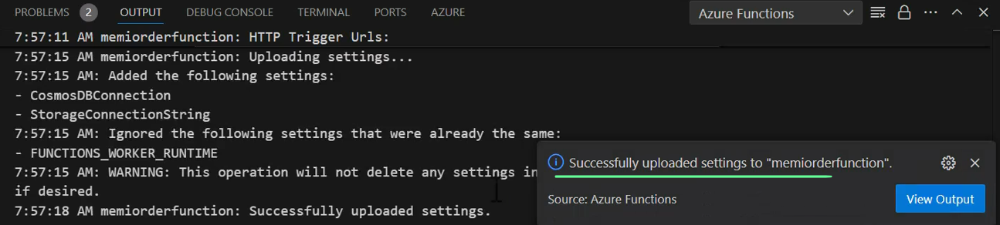 PROBLEMS 2 OUTPUT DEBUG CONSOLE TERMINAL PORTS AZURE Azure Functions
7:57:11 AM memiorderfunction: HTTP Trigger Urls:
7:57:15 AM memiorderfunction: Uploading settings...
7:57:15 AM: Added the following settings:
- CosmosDBConnection
- StorageConnectionString
7:57:15 AM: Ignored the following settings that were already the same:
- FUNCTIONS_WORKER_RUNTIME
7:57:15 AM: WARNING: This operation will not delete any settings in
if desired.
7:57:18 AM memiorderfunction: Successfully uploaded settings.
Successfully uploaded settings to "memiorderfunction".
Source: Azure Functions
View Output